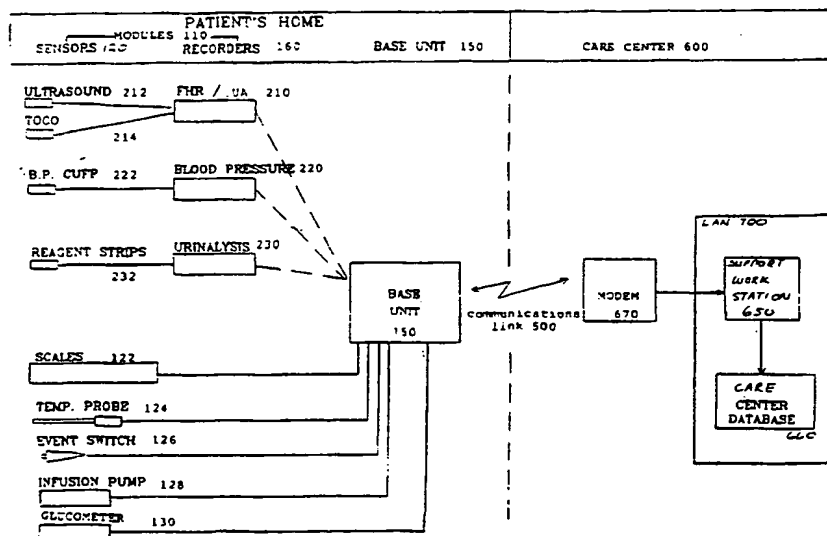 PATIENT'S HOME
MODULES 110
SENSORS 120 RECORDERS 160 BASE UNIT 150 CARE CENTER 600
ULTRASOUND 212 FHR / UA 210
TOCO
214
B.P. CUFF 222 BLOOD PRESSURE 220
REAGENT STRIPS URINALYSIS 230
232
LAN 700
BASE
UNIT
150
communications
link 500
MODEM
670
SUPPORT
WORK
STATION
650
SCALES 122
TEMP. PROBE 124
CARE
CENTER
DATABASE
660
EVENT SWITCH 126
INFUSION PUMP 128
GLUCOMETER 130